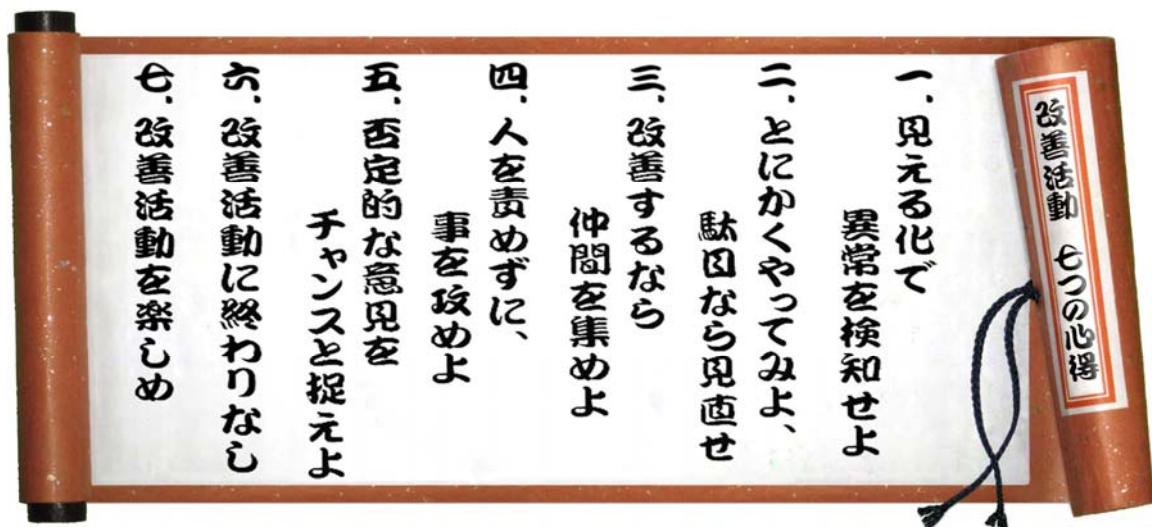 改善活動 七つの心得
一、見える化で
異常を検知せよ
二、とにかくやってみよ、
駄目なら見直せ
三、改善するなら
仲間を集めよ
四、人を責めずに、
事を攻めよ
五、否定的な意見を
チャンスと捉えよ
六、改善活動に終わりなし
七、改善活動を楽しめ